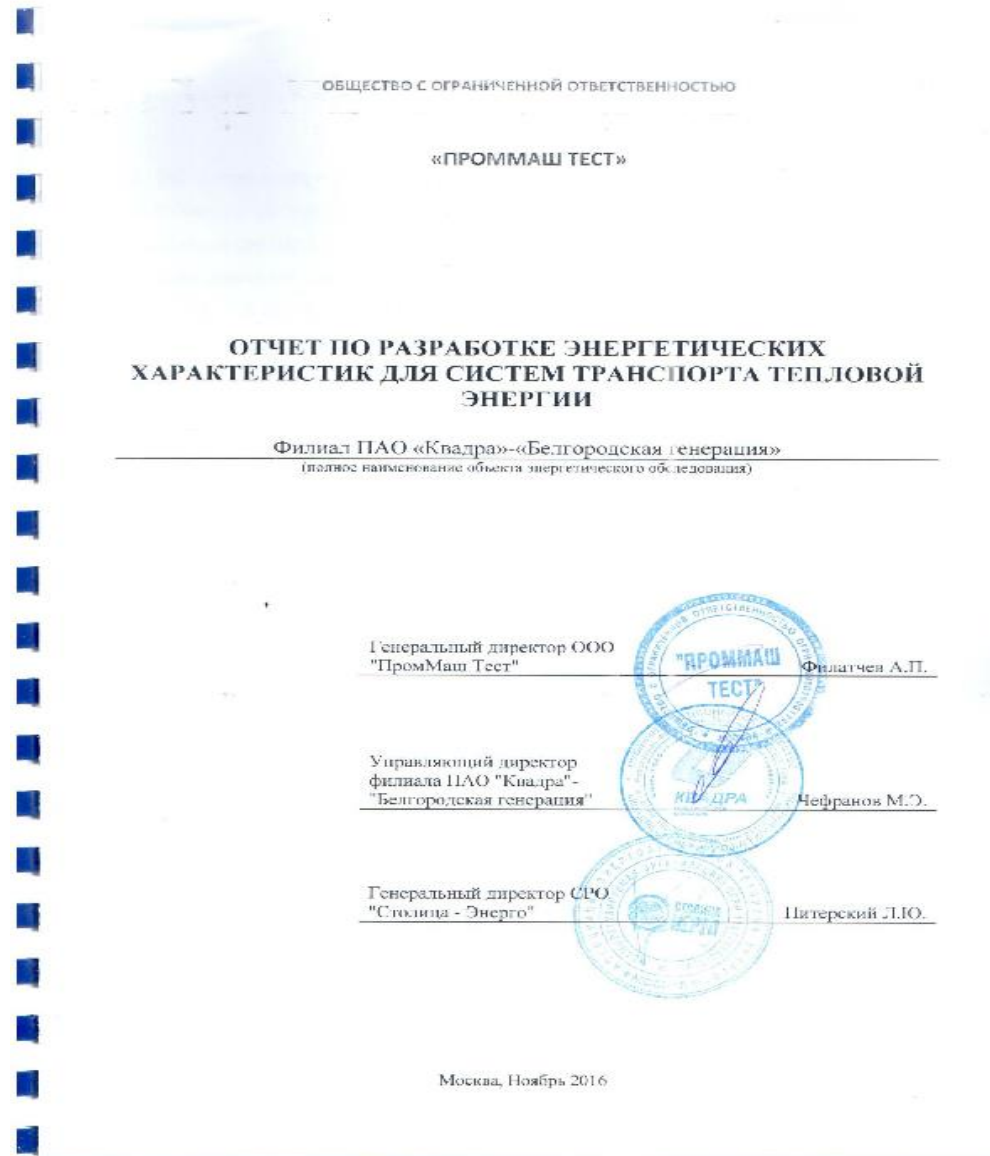 ОБЩЕСТВО С ОГРАНИЧЕННОЙ ОТВЕТСТВЕННОСТЬЮ
«ПРОММАШ ТЕСТ»
ОТЧЕТ ПО РАЗРАБОТКЕ ЭНЕРГЕТИЧЕСКИХ
ХАРАКТЕРИСТИК ДЛЯ СИСТЕМ ТРАНСПОРТА ТЕПЛОВОЙ
ЭНЕРГИИ
Филиал ПАО «Квадра»-«Белгородская генерация»
(полное наименование объекта энергетического обследования)
Генеральный директор ООО
"ПромМаш Тест"
"ПРОММАШ
ТЕСТ"
Филатчев А.П.
Управляющий директор
филиала ПАО "Квадра"-
"Белгородская генерация"
КВАДРА
Чефранов М.Э.
Генеральный директор СРО
"Столица - Энерго"
Питерский Л.Ю.
Москва, Ноябрь 2016